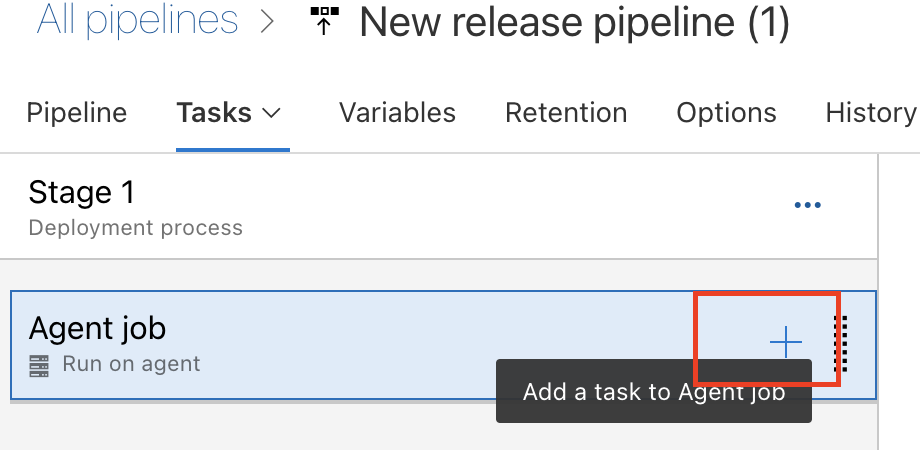 All pipelines > New release pipeline (1)
Pipeline Tasks Variables Retention Options History
Stage 1
Deployment process
Agent job
Run on agent
Add a task to Agent job